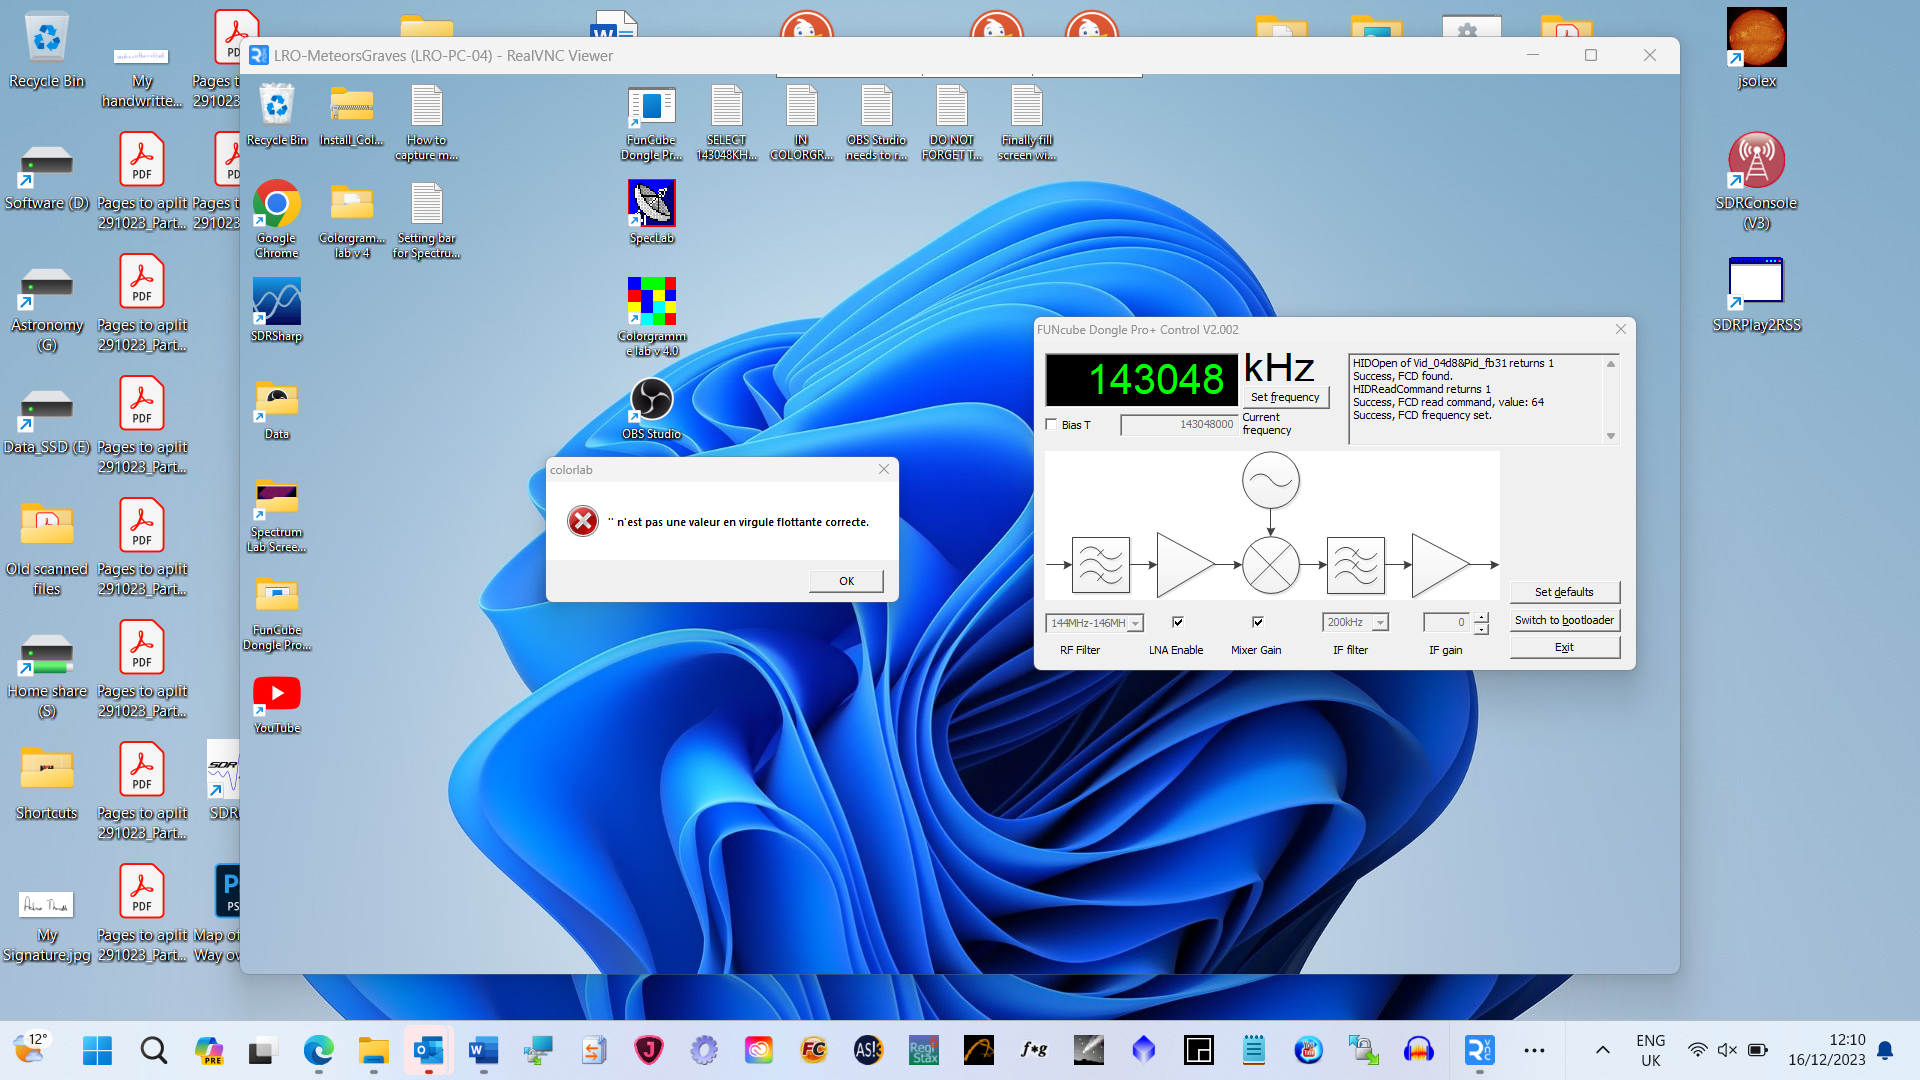 Recycle Bin
My
handwritte...
Pages to
291023
Software (D)
Pages to aplit
291023_Part...
Pages t
291023
Astronomy
(G)
Pages to aplit
291023_Part...
Data_SSD (E)
Pages to aplit
291023_Part...
Old scanned
files
Pages to aplit
291023_Part...
Home share
(S)
Pages to aplit
291023_Part...
Shortcuts
Pages to aplit
291023_Part...
SDR
My
Signature.jpg
Pages to aplit
291023_Part...
Map of
Way ov
jsolex
SDRConsole
(V3)
SDRPlay2RSS
LRO-MeteorsGraves (LRO-PC-04) - RealVNC Viewer
Recycle Bin
Install_Col...
How to
capture m...
FunCube
Dongle Pr...
SELECT
143048KH...
IN
COLORGR...
OBS Studio
needs to r...
DO NOT
FORGET T...
Finally fill
screen wi...
Google
Chrome
Colorgram...
lab v 4
Setting bar
for Spectru...
SpecLab
SDRSharp
Colorgramm
e lab v 4.0
Data
OBS Studio
Spectrum
Lab Scree...
FunCube
Dongle Pro...
YouTube
colorlab
'' n'est pas une valeur en virgule flottante correcte.
OK
FUNcube Dongle Pro+ Control V2.002
143048 kHz
Set frequency
Bias T
143048000
Current
frequency
HIDOpen of Vid_04d8&Pid_fb31 returns 1
Success, FCD found.
HIDReadCommand returns 1
Success, FCD read command, value: 64
Success, FCD frequency set.
144MHz-146MH
200kHz
0
RF Filter
LNA Enable
Mixer Gain
IF filter
IF gain
Set defaults
Switch to bootloader
Exit
12°
PRE
ENG
UK
12:10
16/12/2023